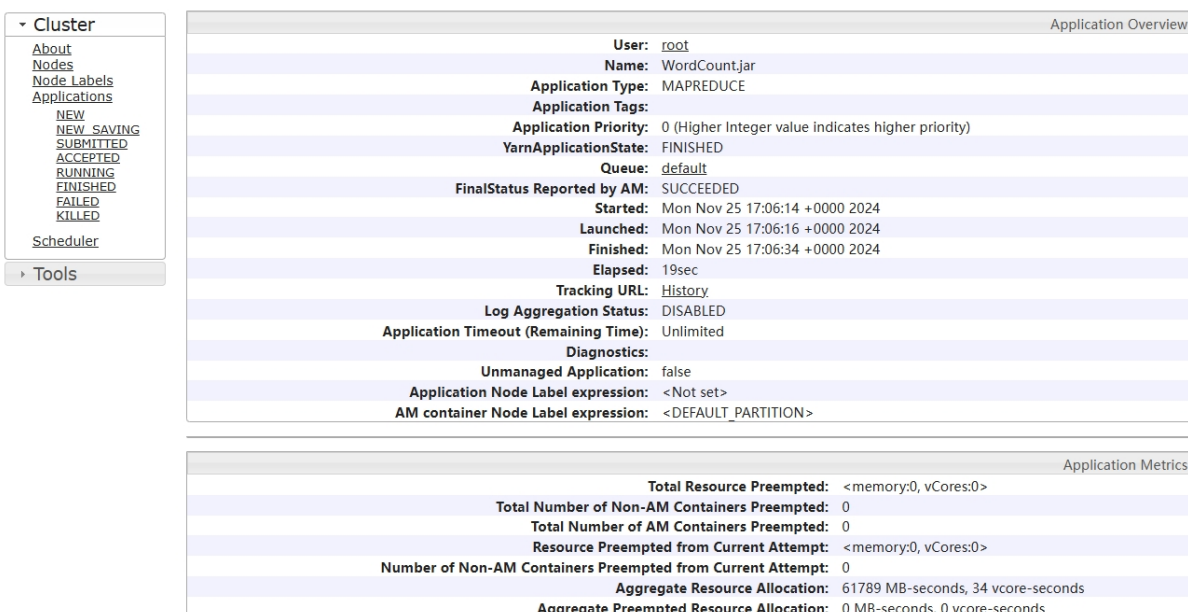 Cluster
About
Nodes
Node Labels
Applications
NEW
NEW_SAVING
SUBMITTED
ACCEPTED
RUNNING
FINISHED
FAILED
KILLED
Scheduler
Tools
Application Overview
User: root
Name: WordCount.jar
Application Type: MAPREDUCE
Application Tags:
Application Priority: 0 (Higher Integer value indicates higher priority)
YarnApplicationState: FINISHED
Queue: default
FinalStatus Reported by AM: SUCCEEDED
Started: Mon Nov 25 17:06:14 +0000 2024
Launched: Mon Nov 25 17:06:16 +0000 2024
Finished: Mon Nov 25 17:06:34 +0000 2024
Elapsed: 19sec
Tracking URL: History
Log Aggregation Status: DISABLED
Application Timeout (Remaining Time): Unlimited
Diagnostics:
Unmanaged Application: false
Application Node Label expression: <Not set>
AM container Node Label expression: <DEFAULT_PARTITION>
Application Metrics
Total Resource Preempted: <memory:0, vCores:0>
Total Number of Non-AM Containers Preempted: 0
Total Number of AM Containers Preempted: 0
Resource Preempted from Current Attempt: <memory:0, vCores:0>
Number of Non-AM Containers Preempted from Current Attempt: 0
Aggregate Resource Allocation: 61789 MB-seconds, 34 vcore-seconds
Aggregate Preempted Resource Allocation: 0 MB-seconds, 0 vcore-seconds